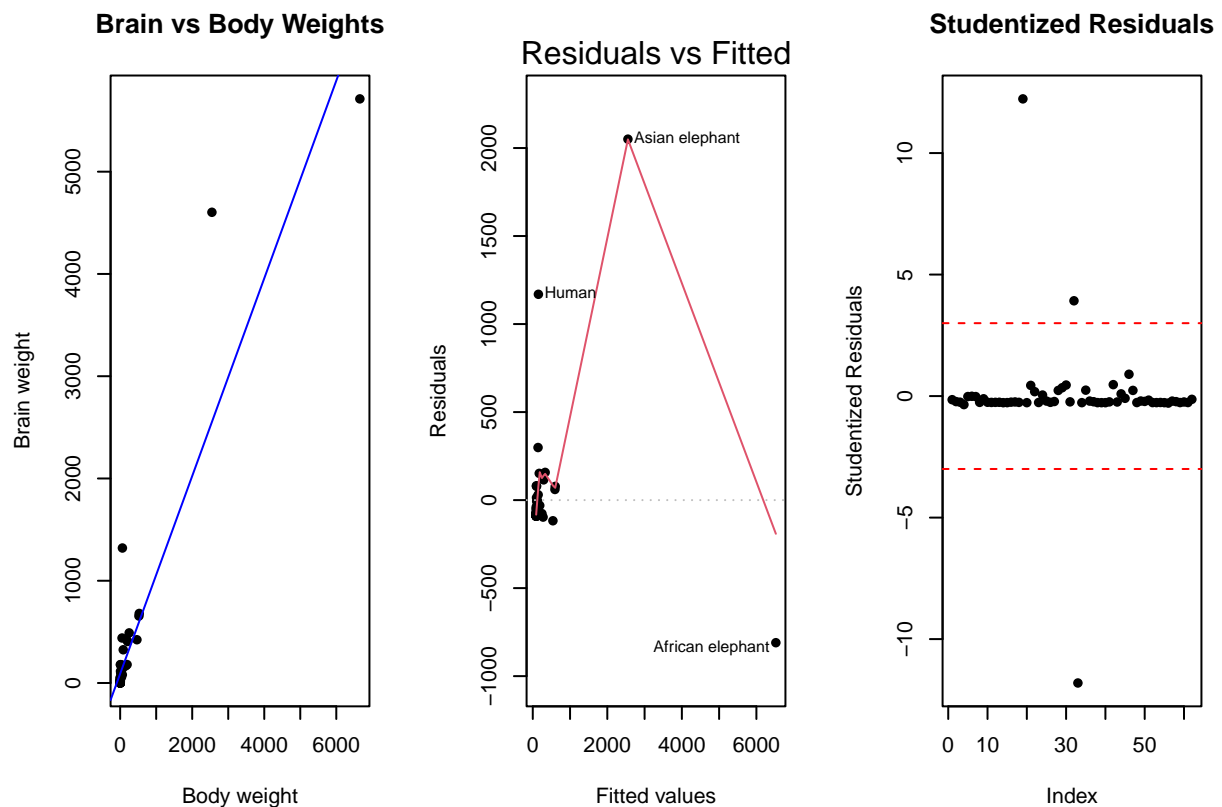 Brain vs Body Weights
Brain weight
5000
4000
3000
2000
1000
0
0 2000 4000 6000
Body weight
Residuals vs Fitted
Residuals
2000
1500
1000
500
0
−500
−1000
Asian elephant
Human
African elephant
0 2000 4000 6000
Fitted values
Studentized Residuals
Studentized Residuals
10
5
0
−5
−10
0 10 30 50
Index